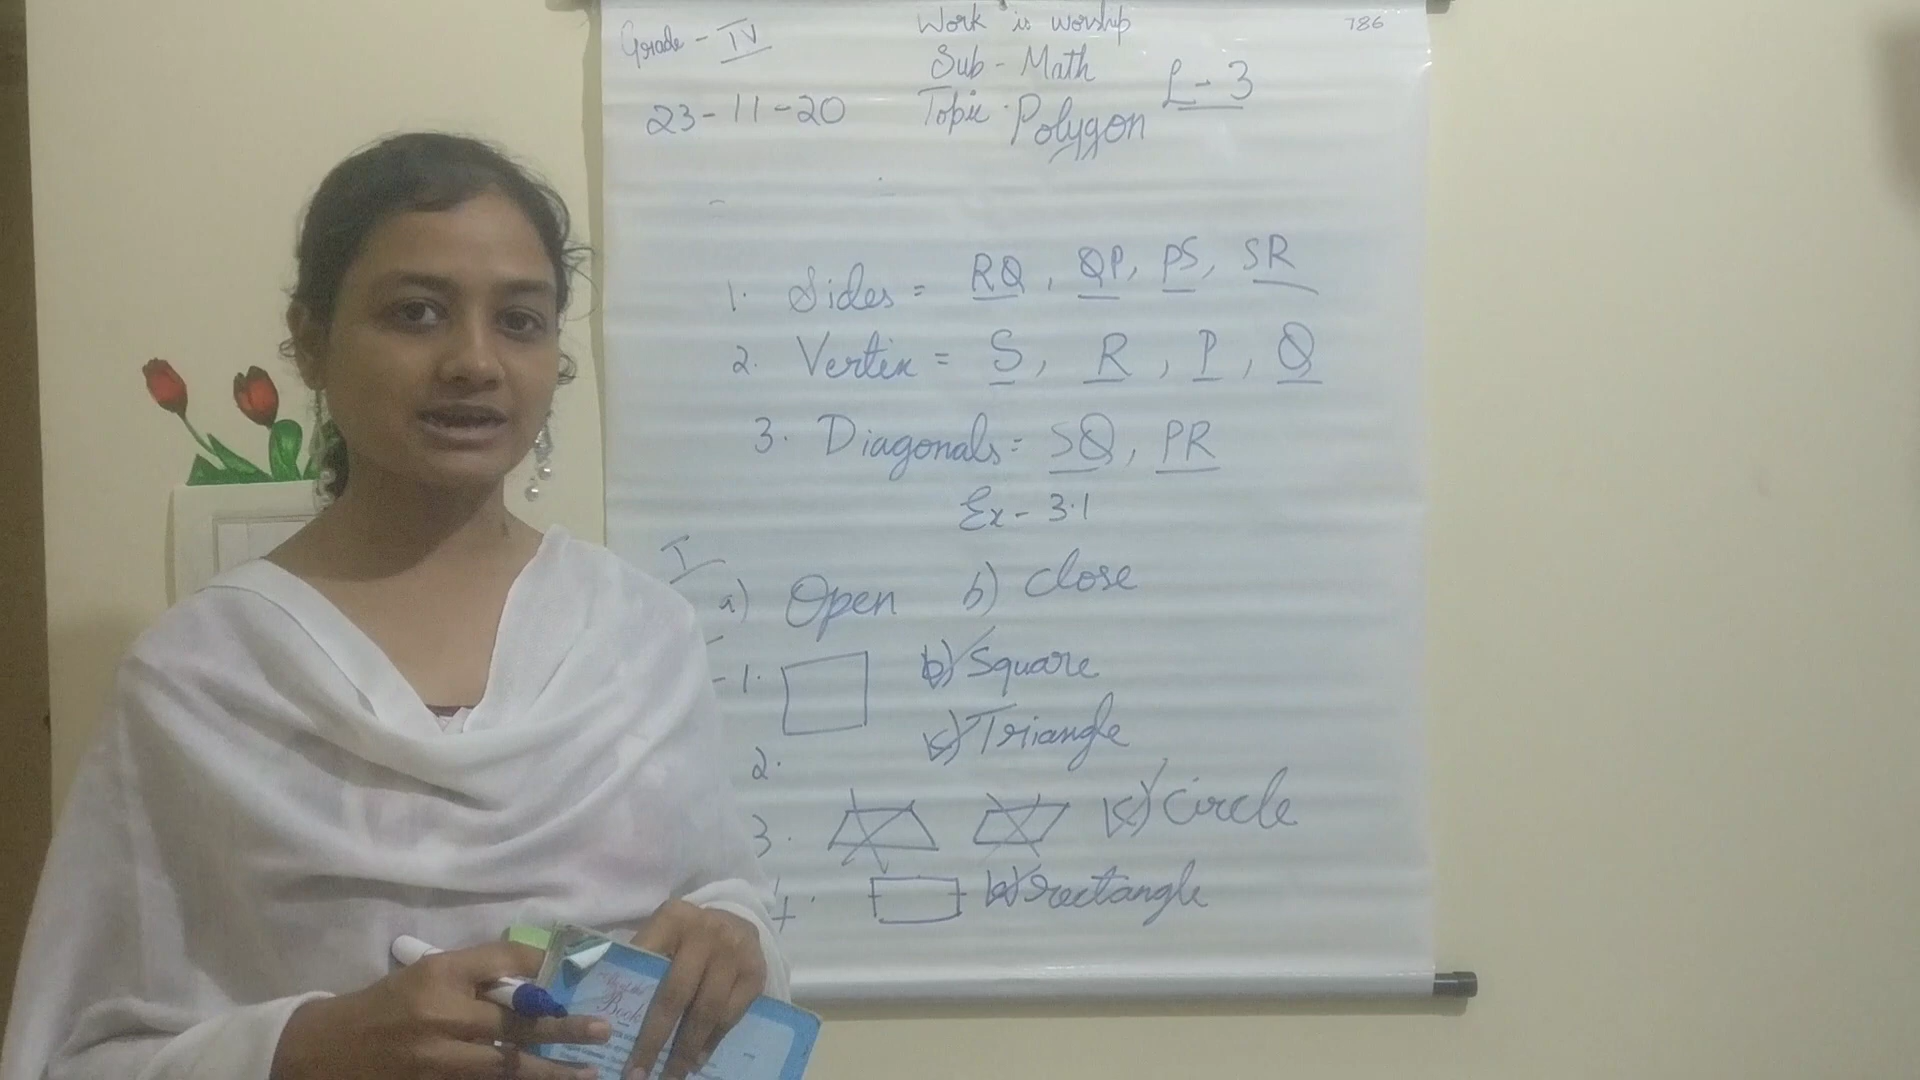 Work is worship 786
Grade - IV
Sub - Math
L-3
23-11-20
Topic - Polygon
1. Sides = RQ, QP, PS, SR
2. Vertix = S, R, P, Q
3. Diagonals = SQ, PR
Ex - 3.1
I
a) Open b) close
1. b) Square
2. c) Triangle
3. c) Circle
4. rectangle
Book